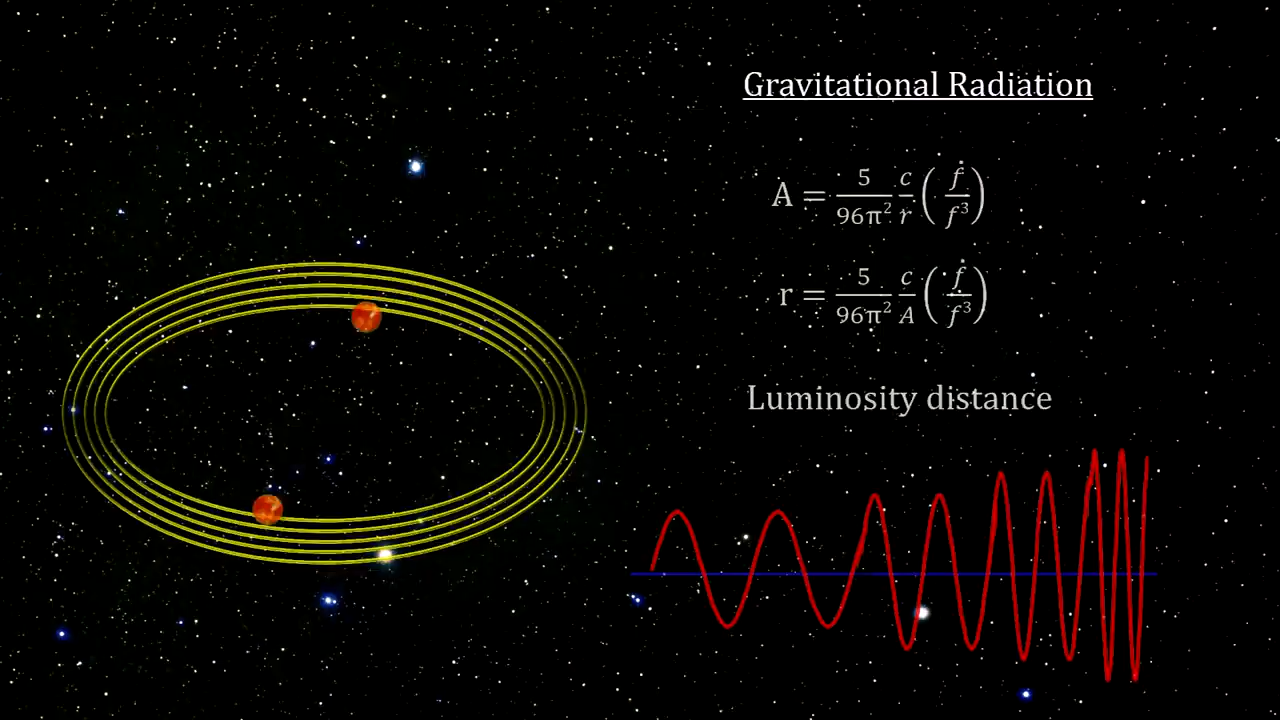 Gravitational Radiation
A = 5/96π² c/r (ḟ/f³)
r = 5/96π² c/A (ḟ/f³)
Luminosity distance